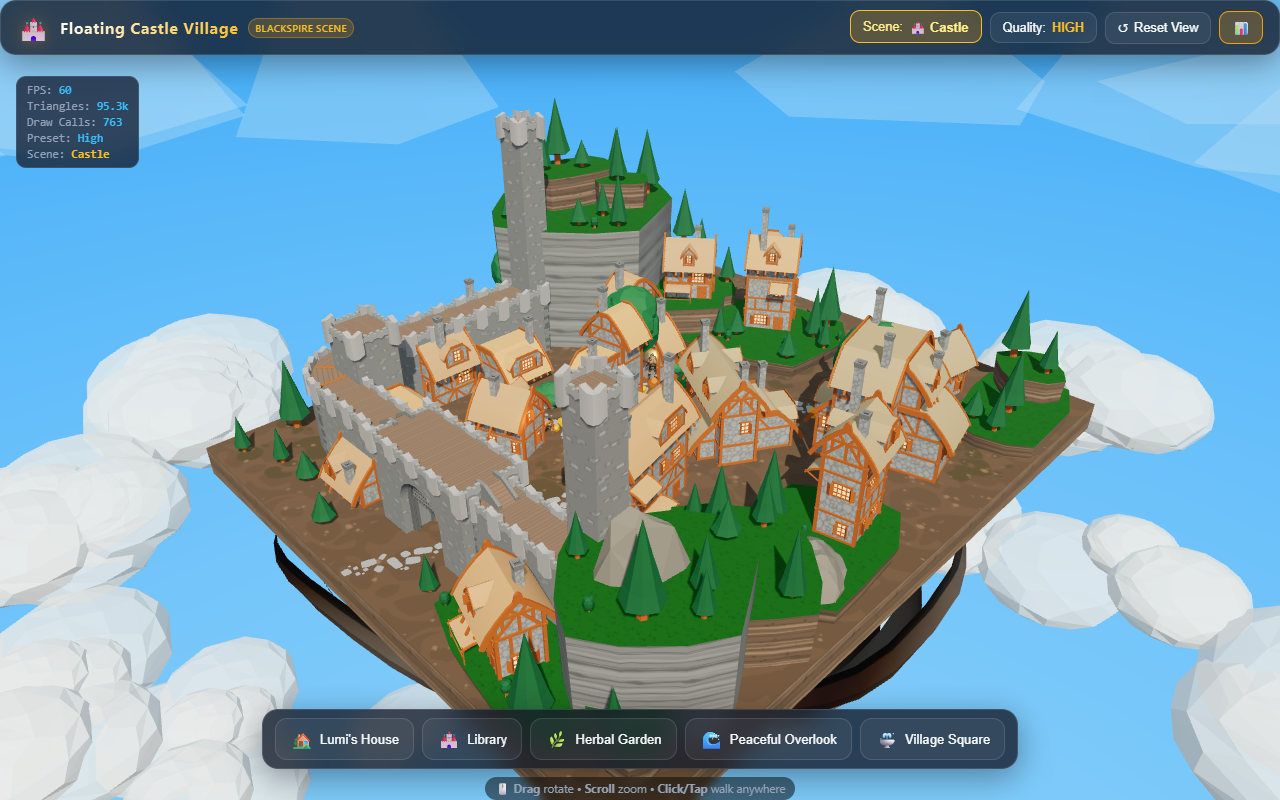 Floating Castle Village
BLACKSPIRE SCENE
Scene: Castle
Quality: HIGH
↺ Reset View
FPS: 60
Triangles: 95.3k
Draw Calls: 763
Preset: High
Scene: Castle
Lumi's House
Library
Herbal Garden
Peaceful Overlook
Village Square
Drag rotate • Scroll zoom • Click/Tap walk anywhere